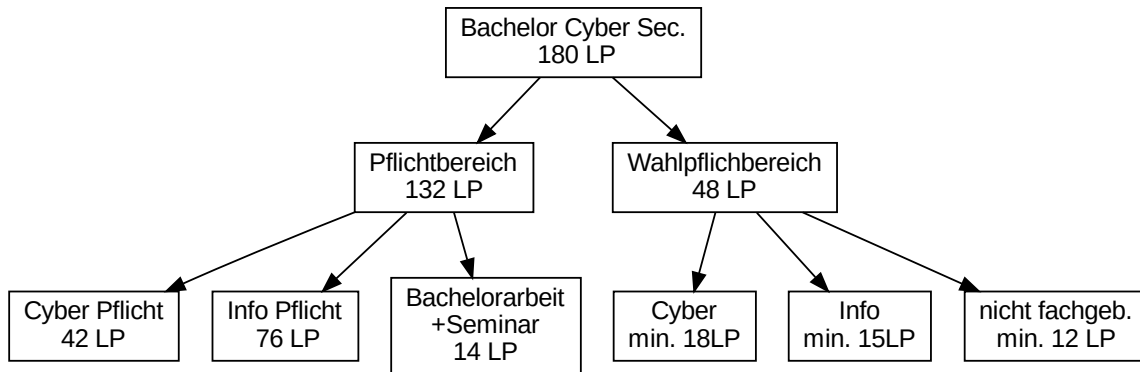 Bachelor Cyber Sec.
180 LP
Pflichtbereich
132 LP
Wahlpflichbereich
48 LP
Cyber Pflicht
42 LP
Info Pflicht
76 LP
Bachelorarbeit
+Seminar
14 LP
Cyber
min. 18LP
Info
min. 15LP
nicht fachgeb.
min. 12 LP